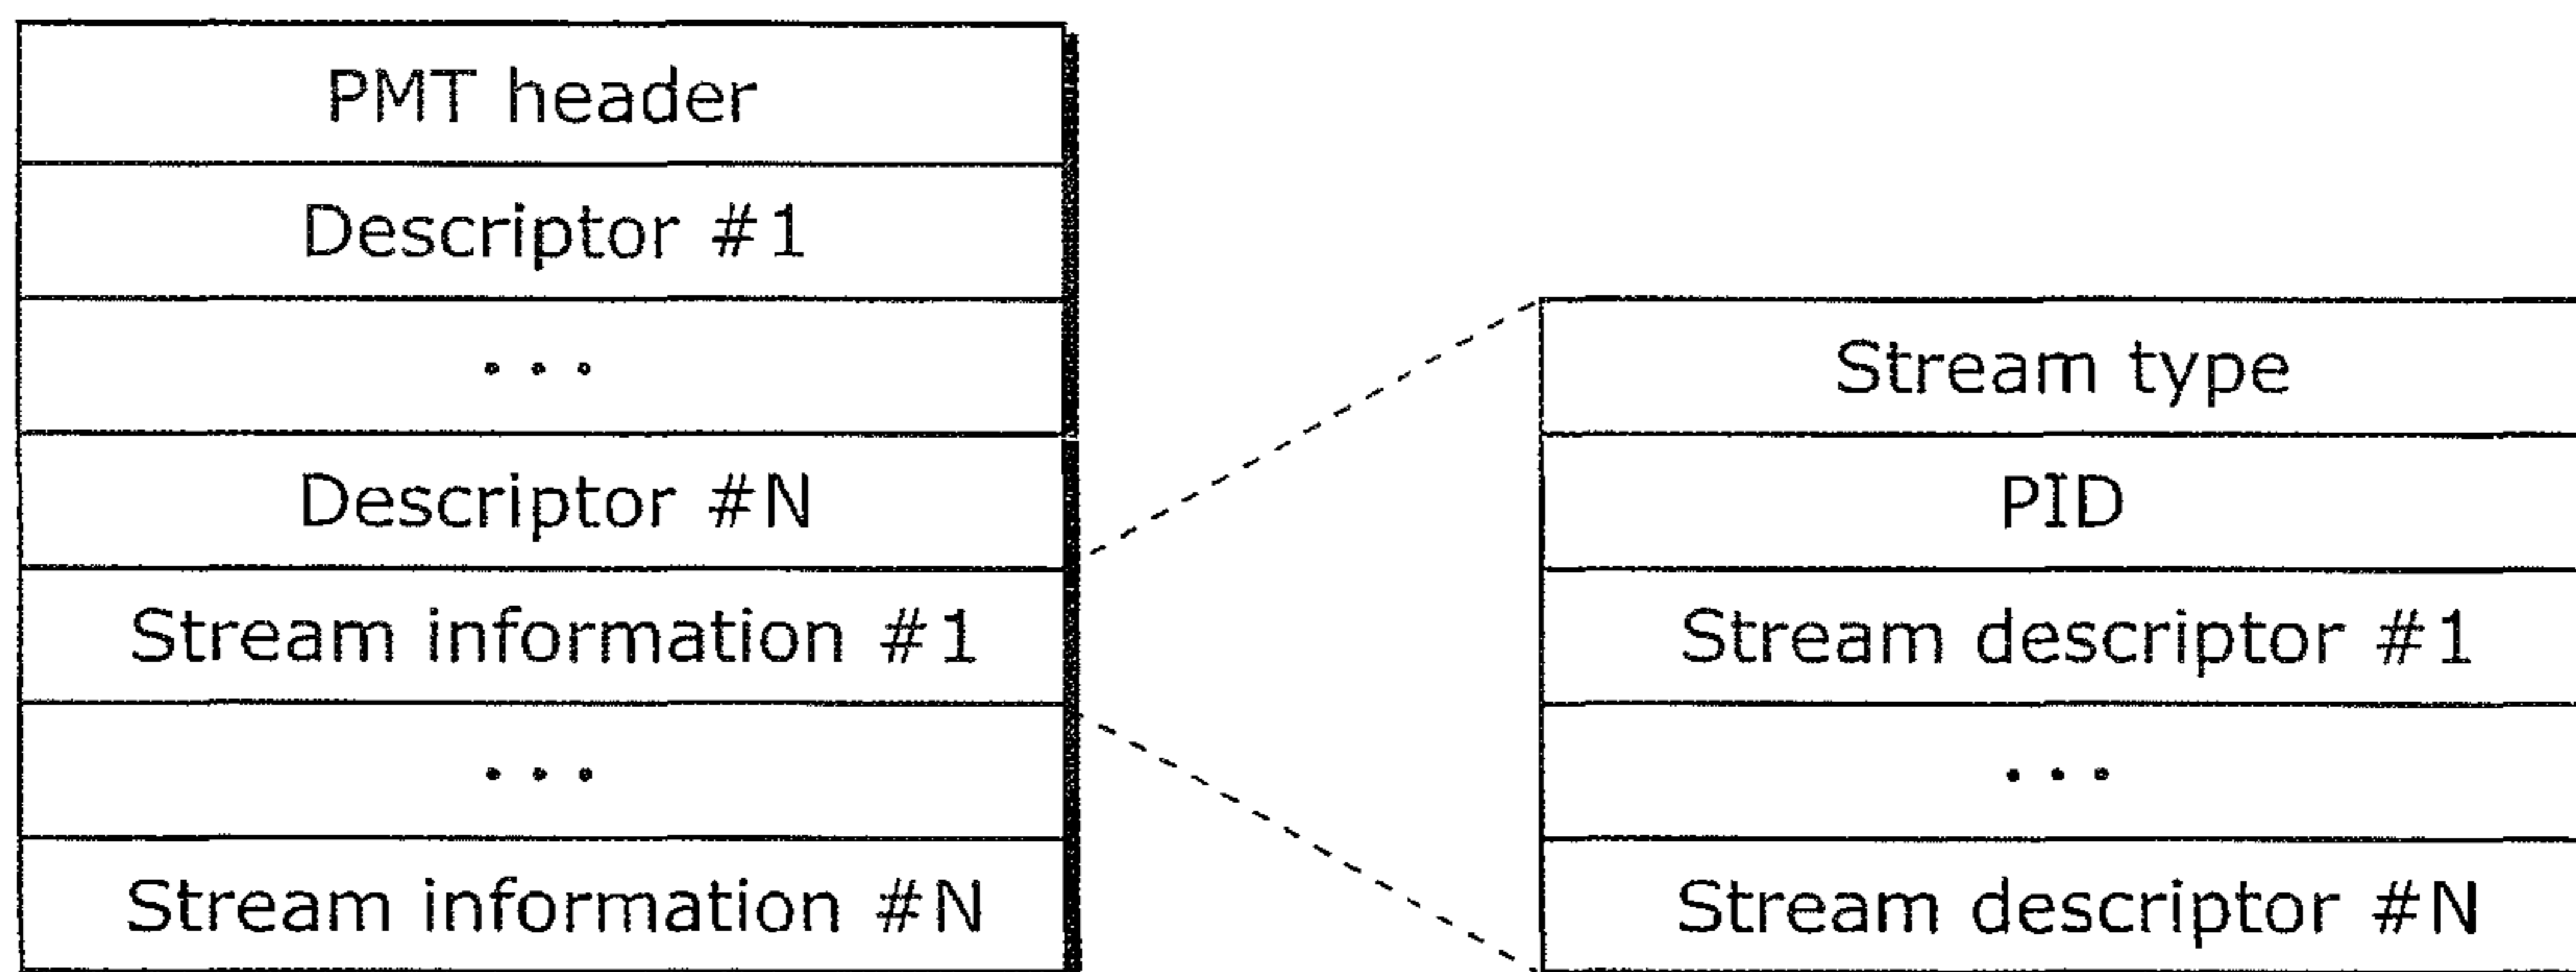 PMT header
Descriptor #1
...
Descriptor #N
Stream information #1
...
Stream information #N
Stream type
PID
Stream descriptor #1
...
Stream descriptor #N